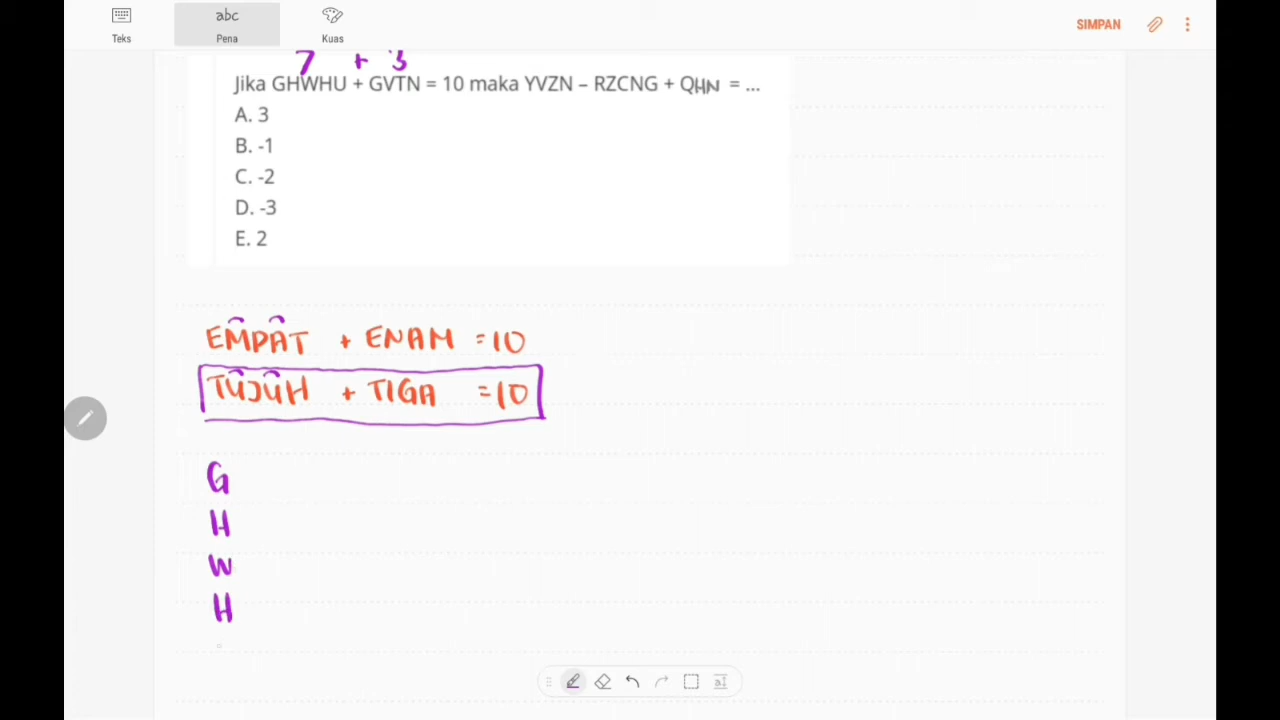 abc
Teks Pena Kuas SIMPAN
7 + 3
Jika GHWHU + GVTN = 10 maka YVZN – RZCNG + QHN = ...
A. 3
B. -1
C. -2
D. -3
E. 2
EMPAT + ENAM = 10
TUJUH + TIGA = 10
G
H
W
H